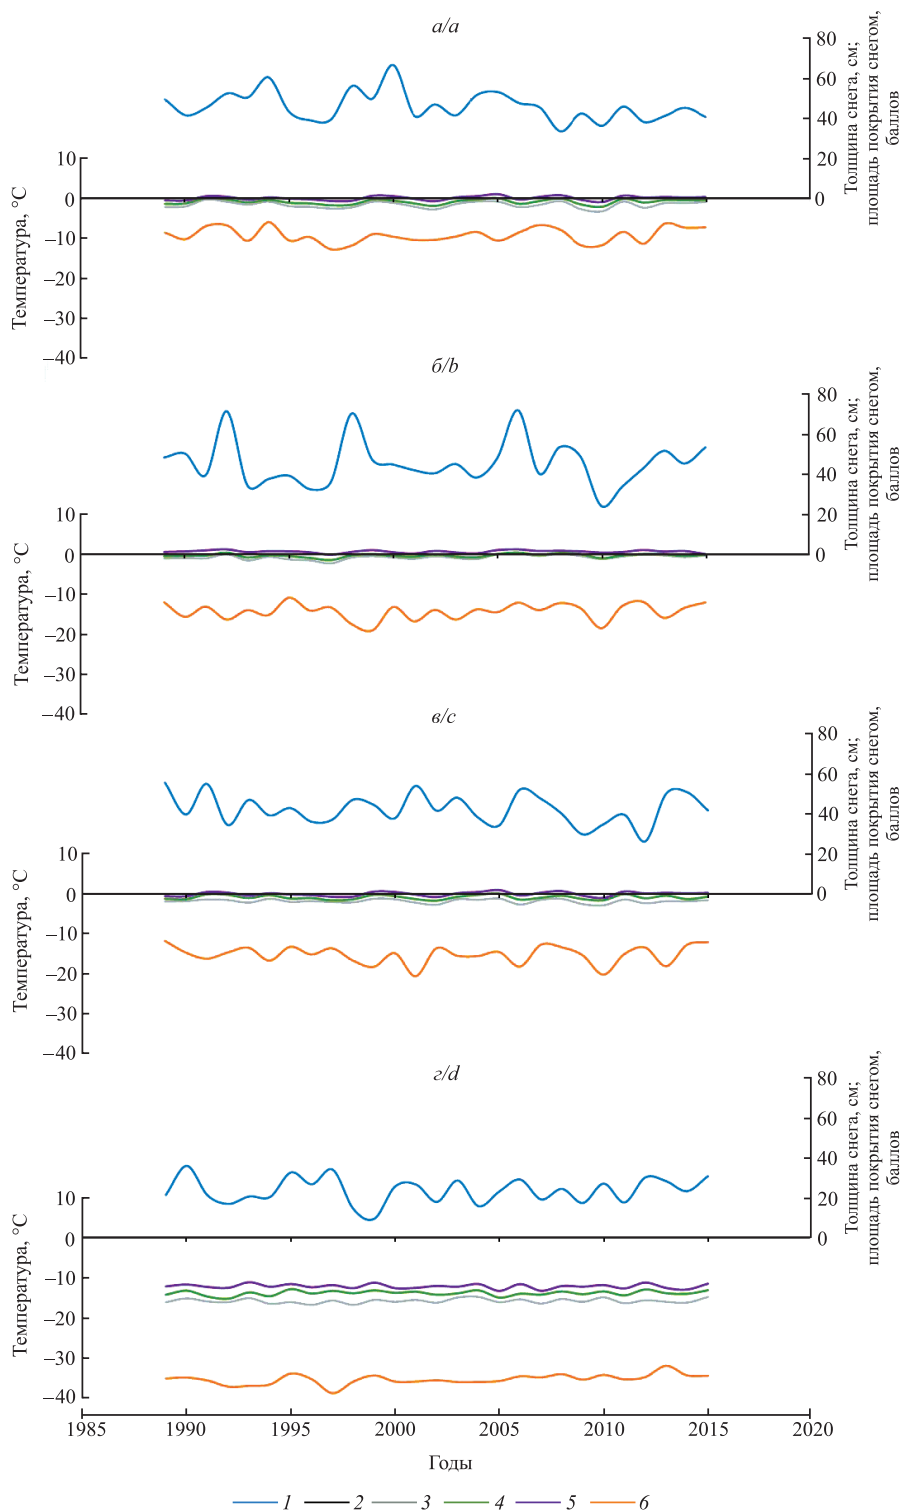 а/a
80
60
40
20
0
Толщина снега, см;
площадь покрытия снегом,
баллов
10
0
–10
–20
–30
–40
Температура, °С
б/b
80
60
40
20
0
Толщина снега, см;
площадь покрытия снегом,
баллов
10
0
–10
–20
–30
–40
Температура, °С
в/c
80
60
40
20
0
Толщина снега, см;
площадь покрытия снегом,
баллов
10
0
–10
–20
–30
–40
Температура, °С
г/d
80
60
40
20
0
Толщина снега, см;
площадь покрытия снегом,
баллов
10
0
–10
–20
–30
–40
Температура, °С
1985 1990 1995 2000 2005 2010 2015 2020
Годы
1 2 3 4 5 6